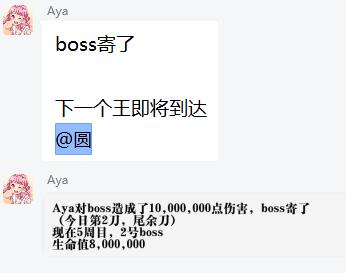 Aya
boss寄了
下一个王即将到达
@圆
Aya
Aya对boss造成了10,000,000点伤害，boss寄了
（今日第2刀，尾余刀）
现在5周目，2号boss
生命值8,000,000